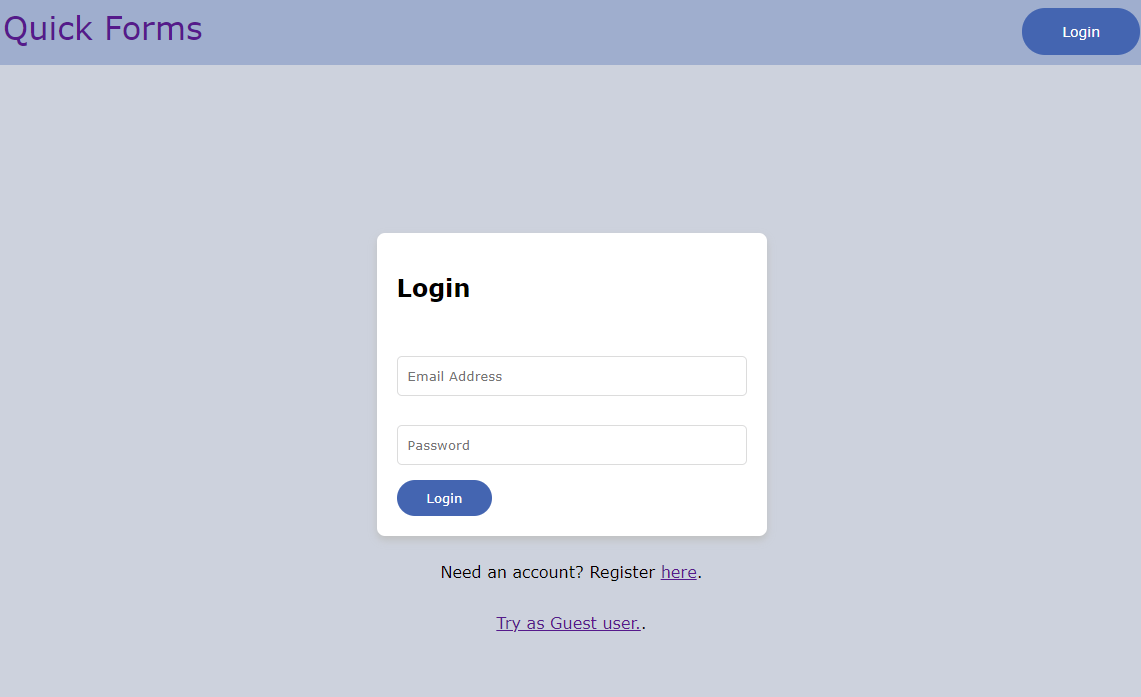 Quick Forms
Login
Login
Email Address
Password
Login
Need an account? Register here.
Try as Guest user..